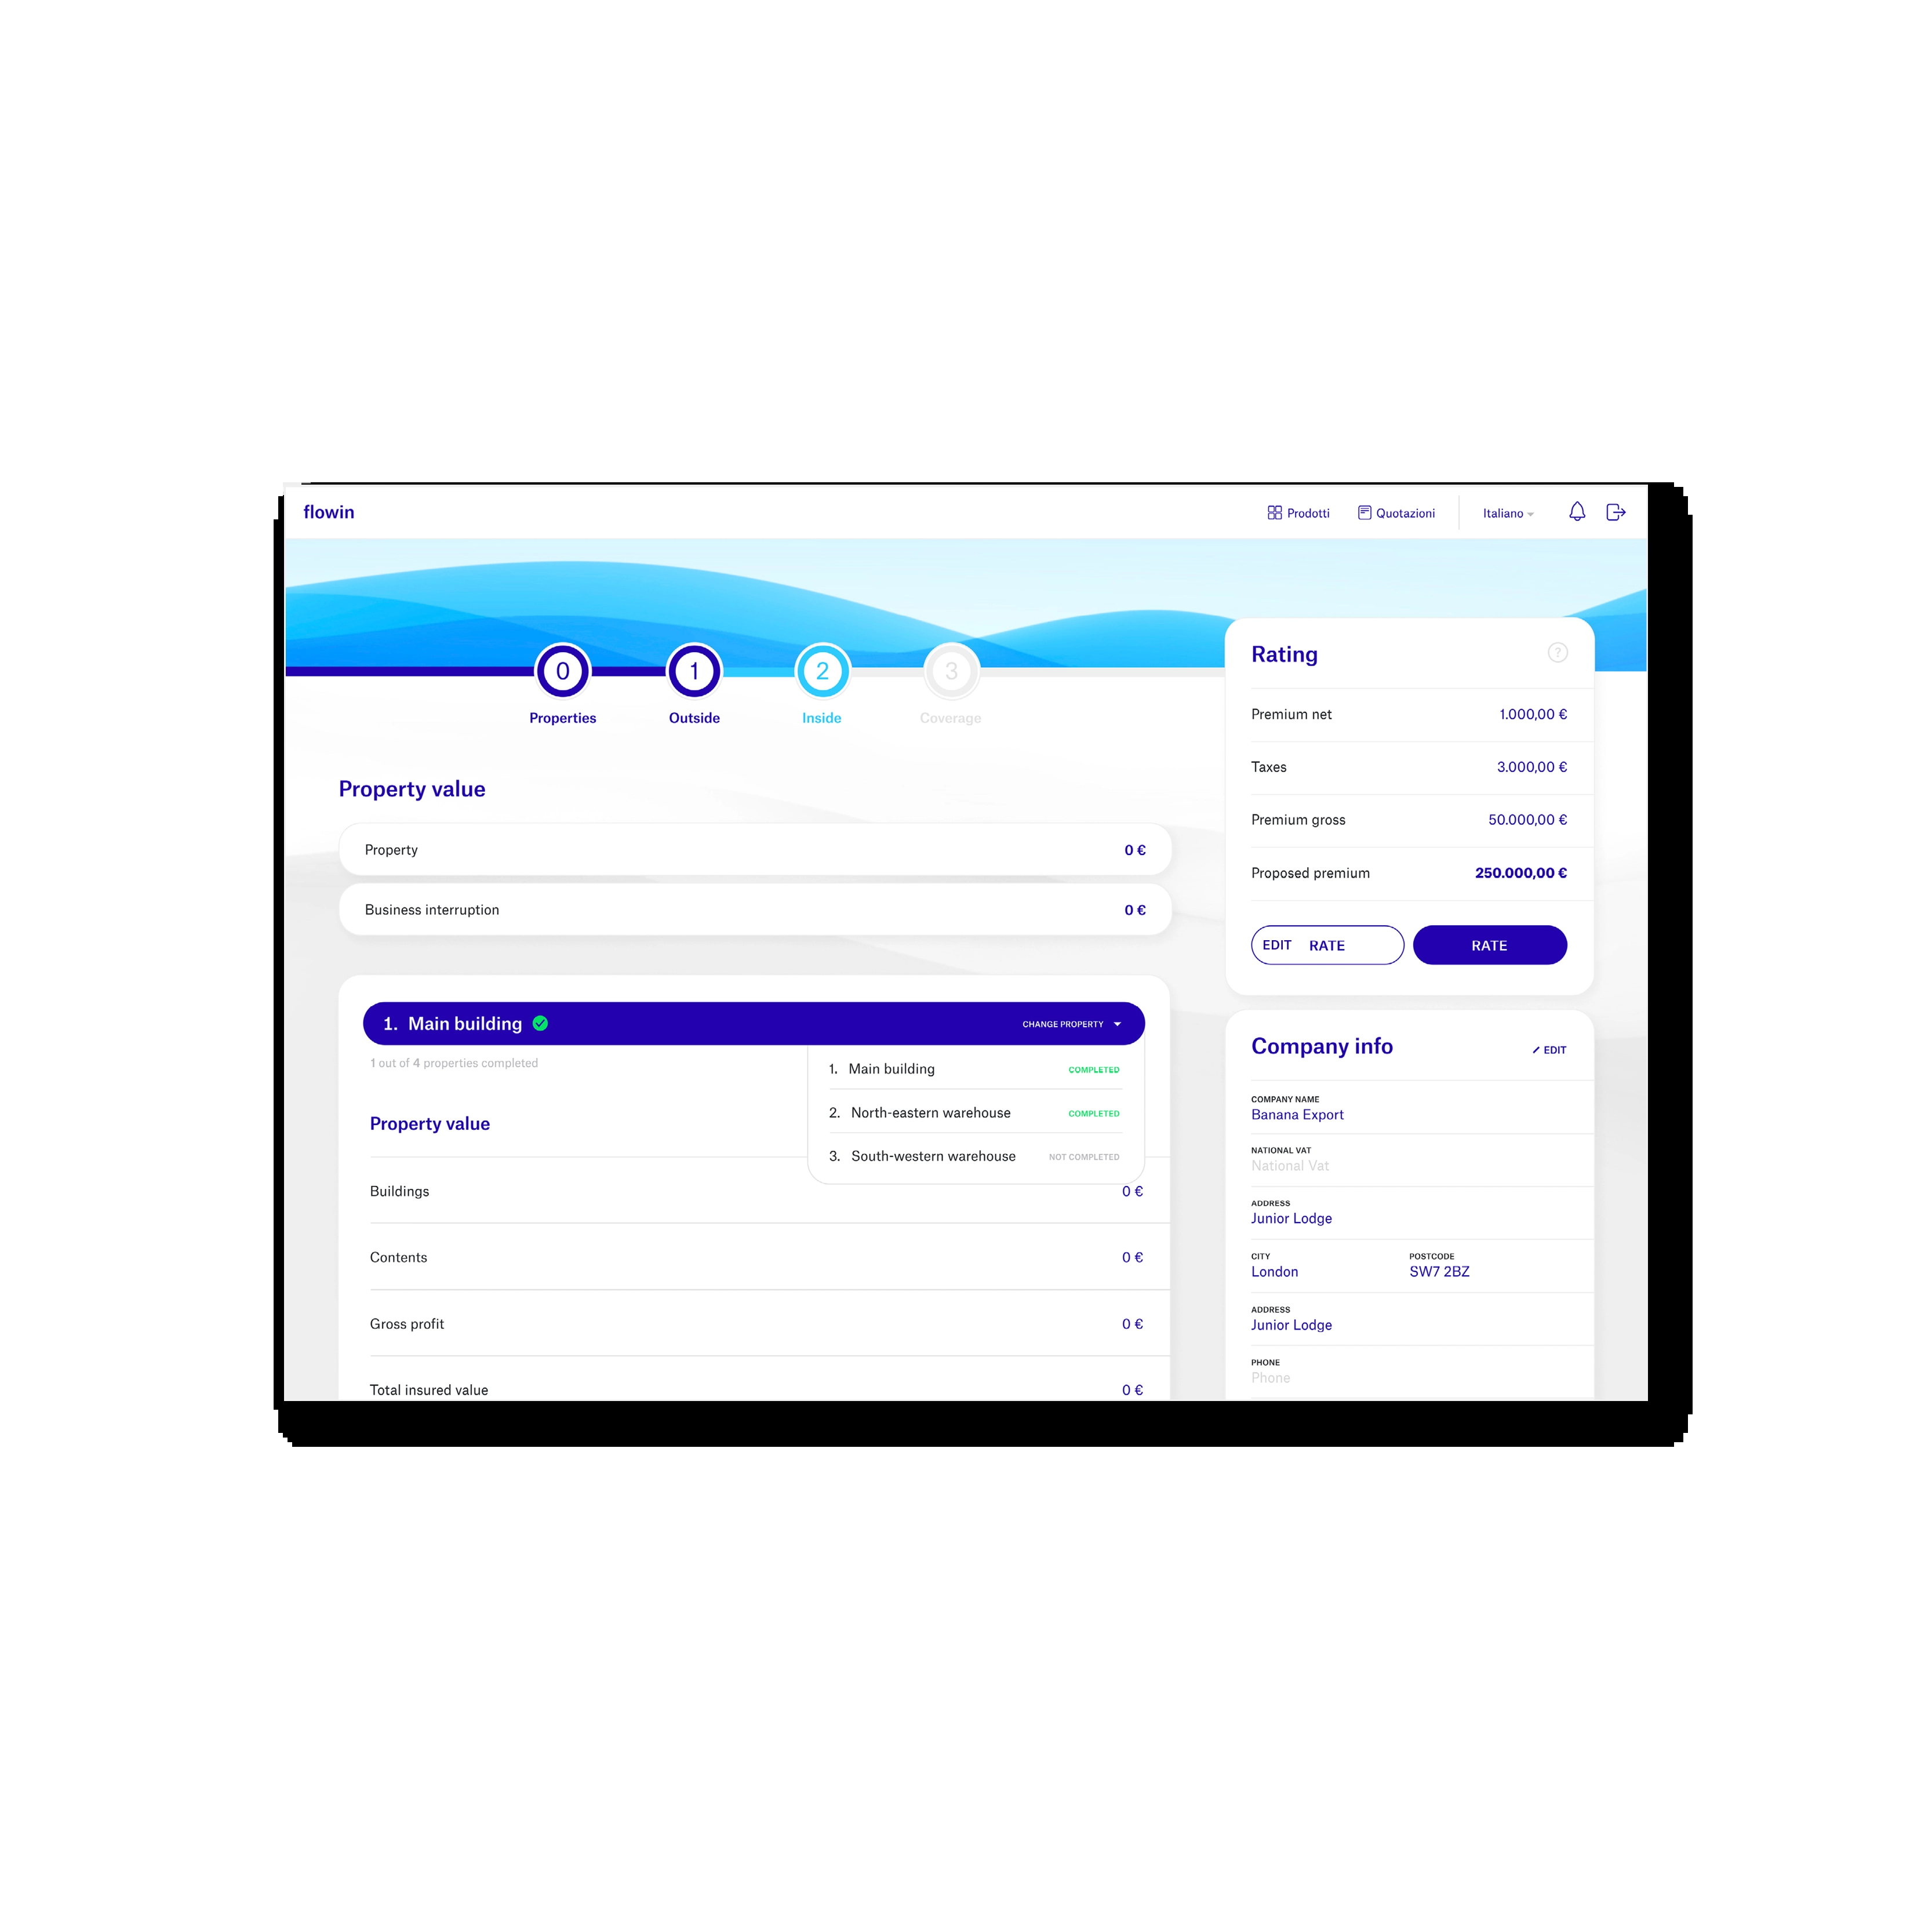 flowin
Prodotti
Quotazioni
Italiano
0
1
2
3
Properties
Outside
Inside
Coverage
Property value
Property
0 €
Business interruption
0 €
1. Main building
CHANGE PROPERTY
1 out of 4 properties completed
1. Main building
COMPLETED
2. North-eastern warehouse
COMPLETED
3. South-western warehouse
NOT COMPLETED
Property value
Buildings
0 €
Contents
0 €
Gross profit
0 €
Total insured value
0 €
Rating
?
Premium net
1.000,00 €
Taxes
3.000,00 €
Premium gross
50.000,00 €
Proposed premium
250.000,00 €
EDIT RATE
RATE
Company info
EDIT
COMPANY NAME
Banana Export
NATIONAL VAT
National Vat
ADDRESS
Junior Lodge
CITY
London
POSTCODE
SW7 2BZ
ADDRESS
Junior Lodge
PHONE
Phone